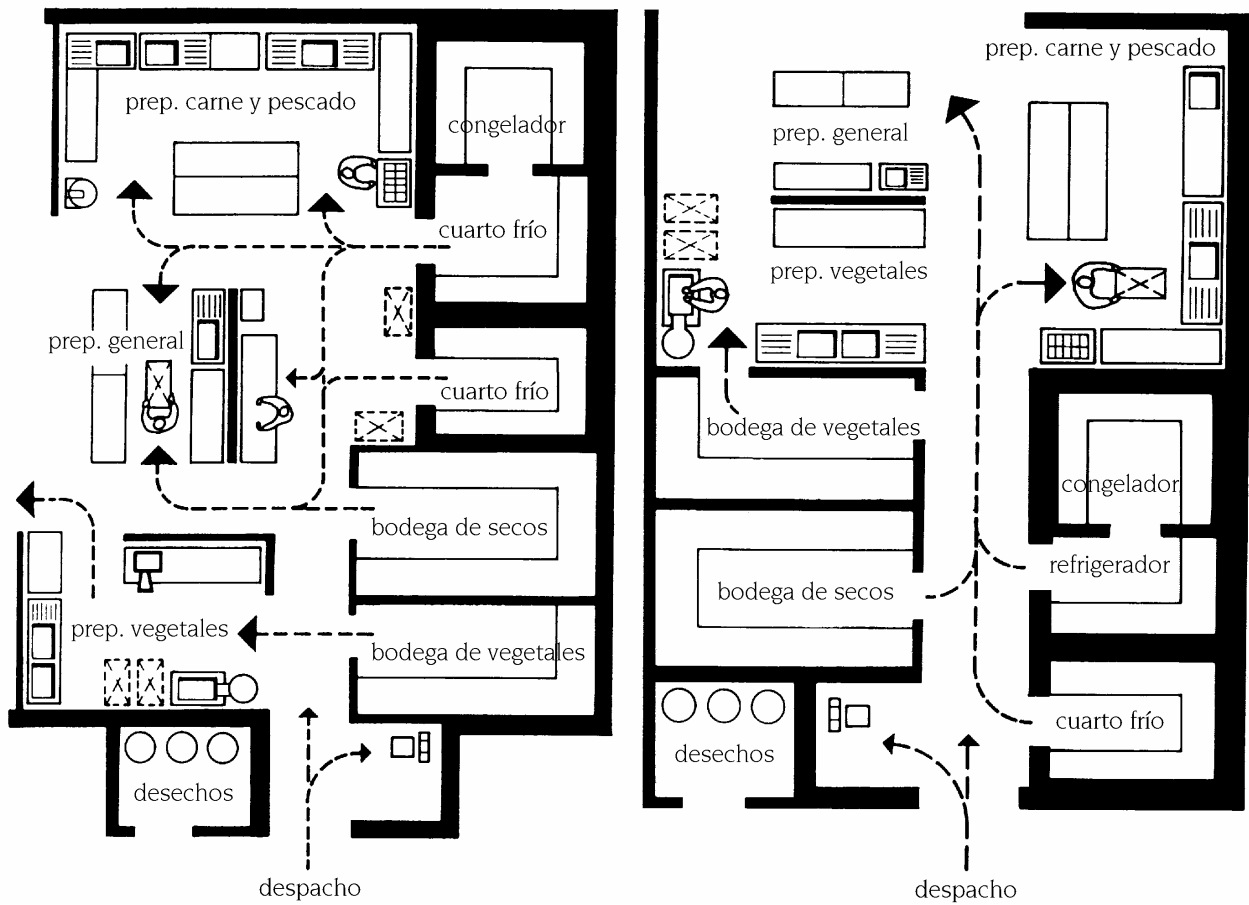 prep. carne y pescado
congelador
cuarto frío
prep. general
cuarto frío
bodega de secos
prep. vegetales
bodega de vegetales
desechos
despacho
prep. carne y pescado
prep. general
prep. vegetales
bodega de vegetales
congelador
refrigerador
bodega de secos
cuarto frío
desechos
despacho